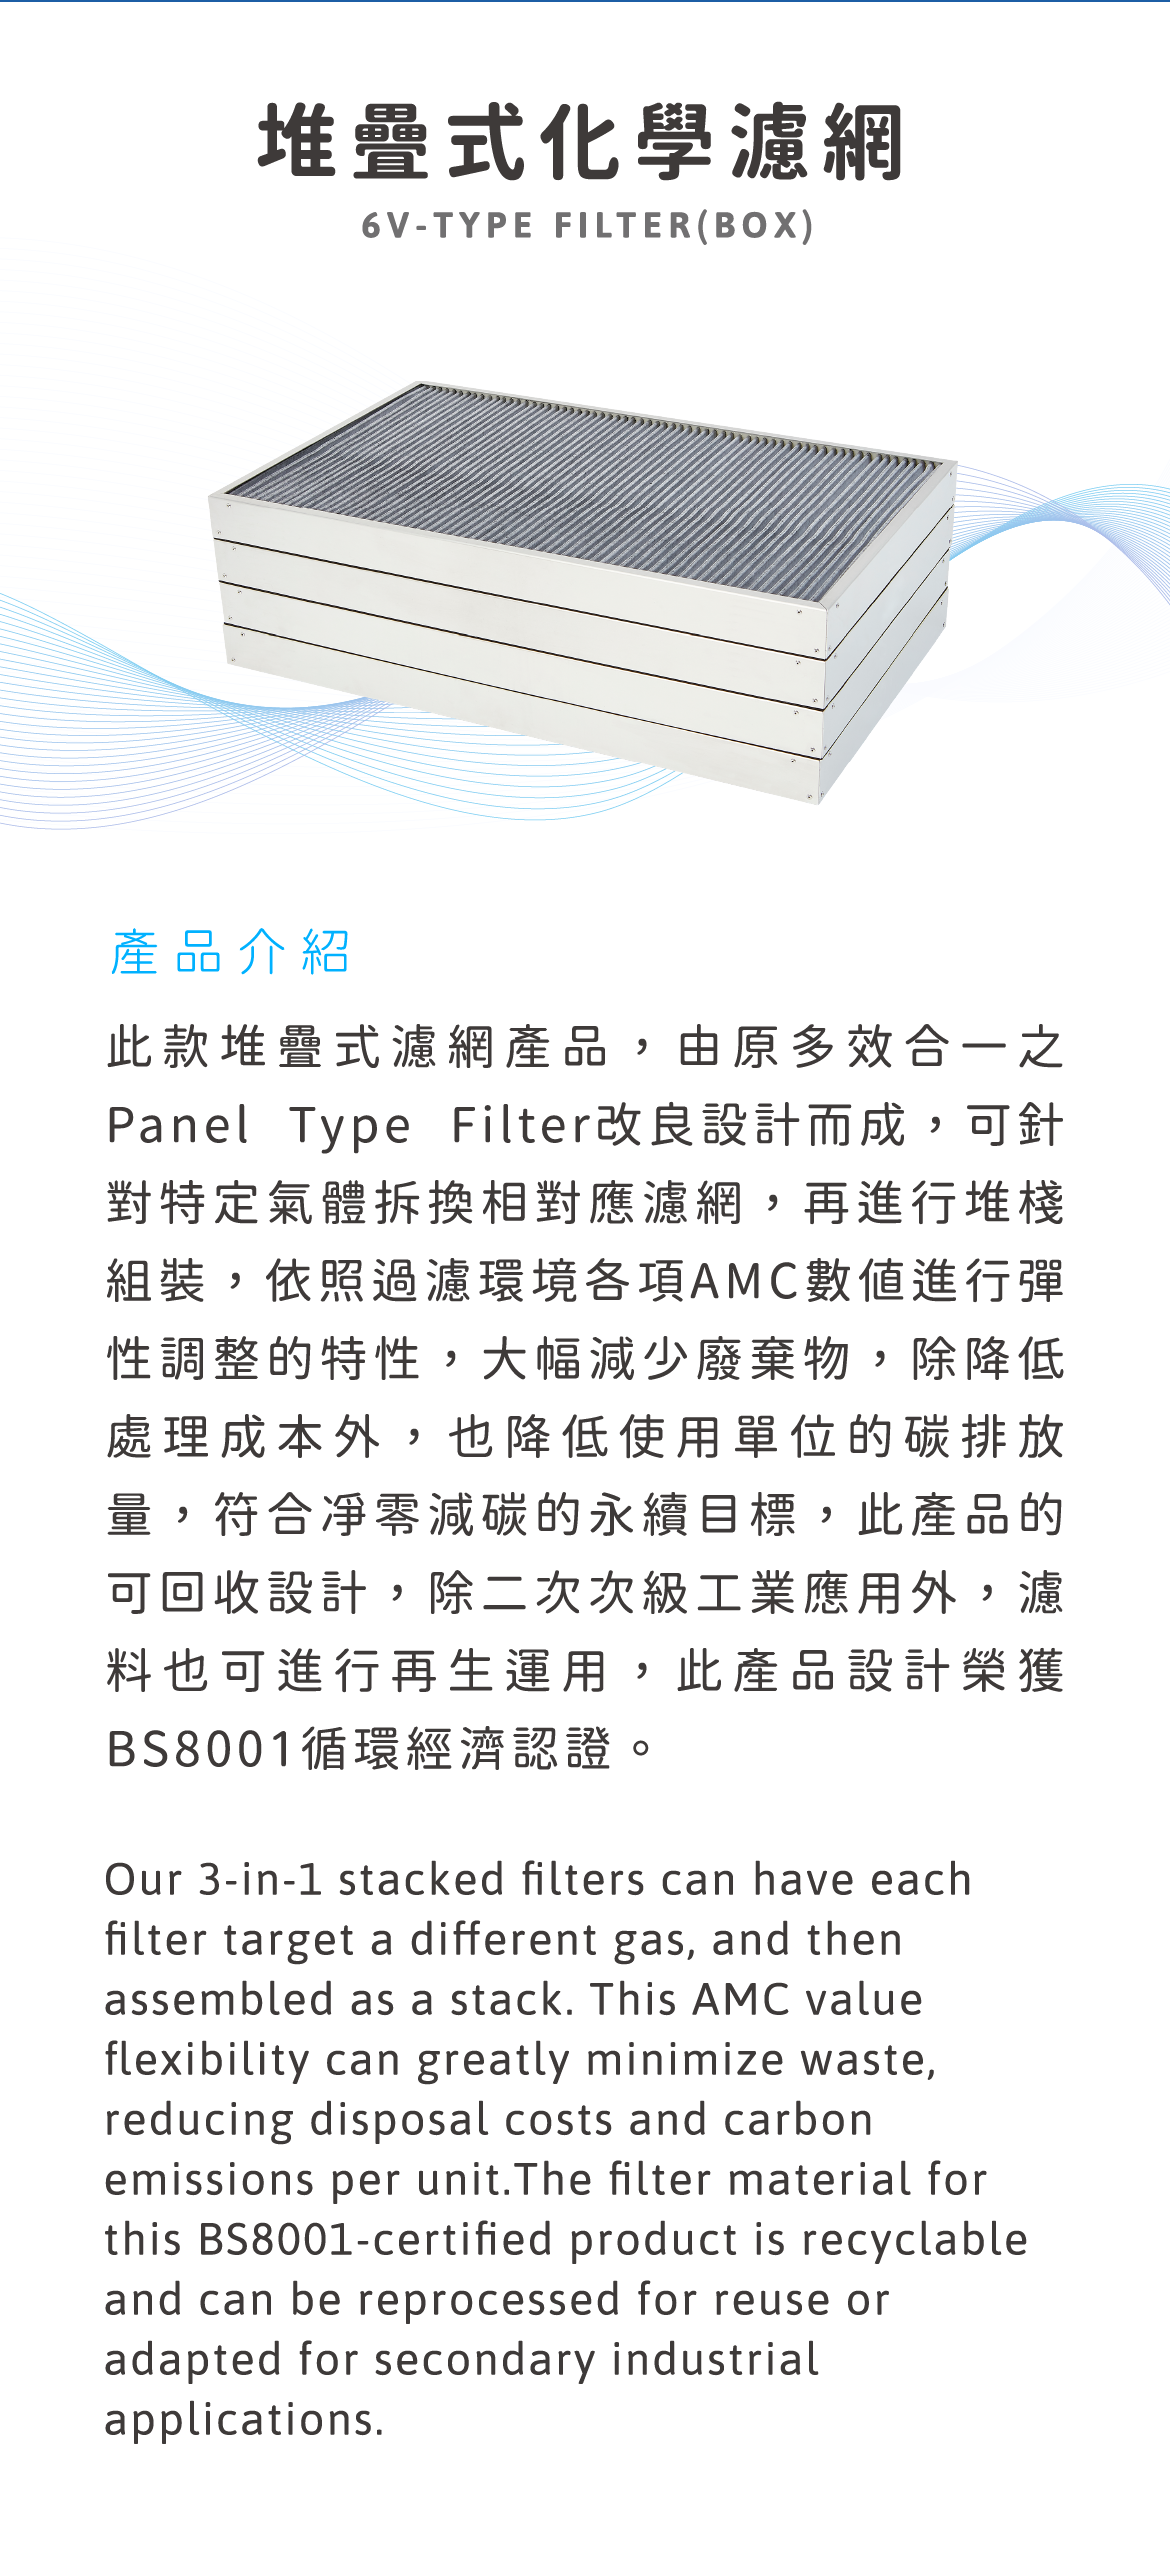 堆疊式化學濾網
6V-TYPE FILTER(BOX)
產品介紹
此款堆疊式濾網產品，由原多效合一之
Panel Type Filter改良設計而成，可針
對特定氣體拆換相對應濾網，再進行堆棧
組裝，依照過濾環境各項AMC數值進行彈
性調整的特性，大幅減少廢棄物，除降低
處理成本外，也降低使用單位的碳排放
量，符合凈零減碳的永續目標，此產品的
可回收設計，除二次次級工業應用外，濾
料也可進行再生運用，此產品設計榮獲
BS8001循環經濟認證。
Our 3-in-1 stacked filters can have each
filter target a different gas, and then
assembled as a stack. This AMC value
flexibility can greatly minimize waste,
reducing disposal costs and carbon
emissions per unit.The filter material for
this BS8001-certified product is recyclable
and can be reprocessed for reuse or
adapted for secondary industrial
applications.